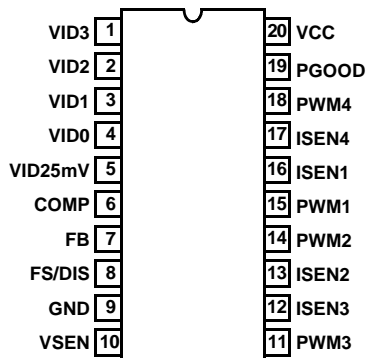 VID3 1 20 VCC
VID2 2 19 PGOOD
VID1 3 18 PWM4
VID0 4 17 ISEN4
VID25mV 5 16 ISEN1
COMP 6 15 PWM1
FB 7 14 PWM2
FS/DIS 8 13 ISEN2
GND 9 12 ISEN3
VSEN 10 11 PWM3